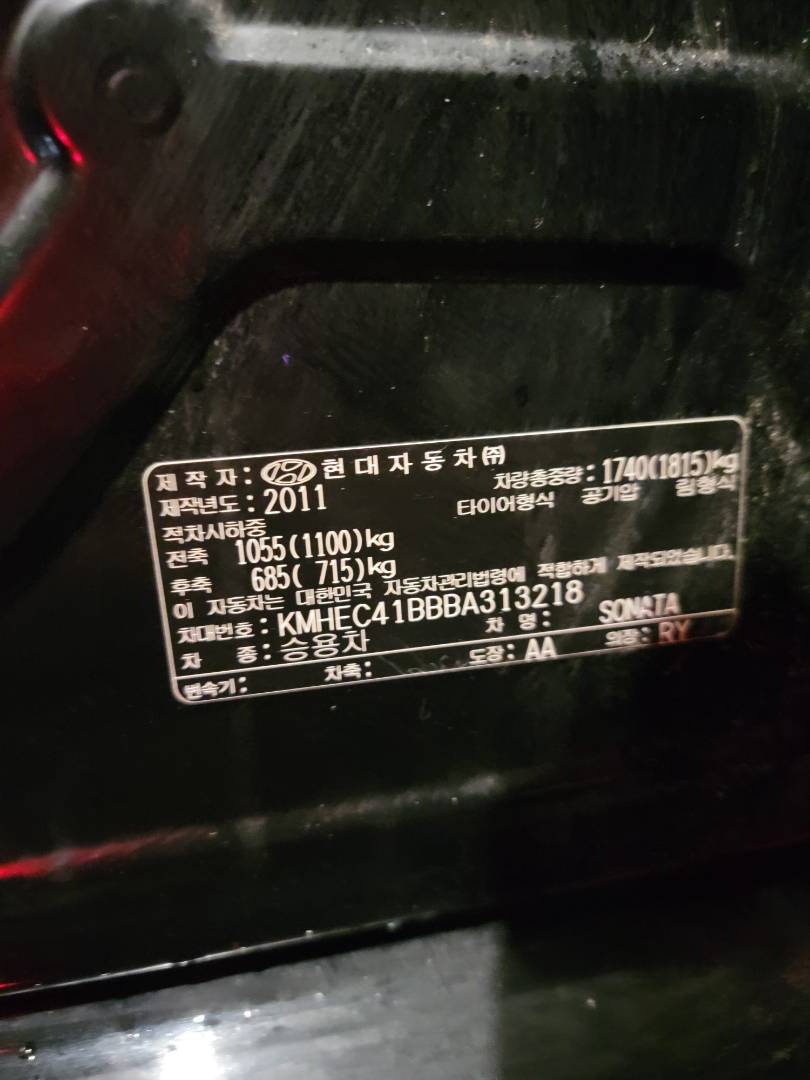 제작자: 현대자동차㈜
제작년도: 2011 차량총중량: 1740(1815)kg
적차시하중 타이어형식 공기압 림형식
전축 1055(1100)kg
후축 685( 715)kg
이 자동차는 대한민국 자동차관리법령에 적합하게 제작되었습니다.
차대번호: KMHEC41BBBA313218
차 종: 승용차 차 명: SONATA
변속기: 차축: 도장: AA 외장: RY